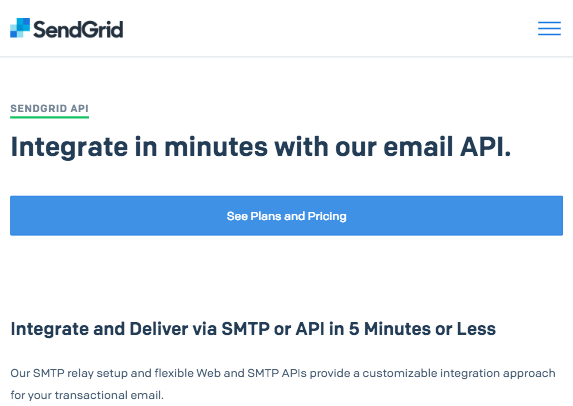 SendGrid
SENDGRID API
Integrate in minutes with our email API.
See Plans and Pricing
Integrate and Deliver via SMTP or API in 5 Minutes or Less
Our SMTP relay setup and flexible Web and SMTP APIs provide a customizable integration approach
for your transactional email.